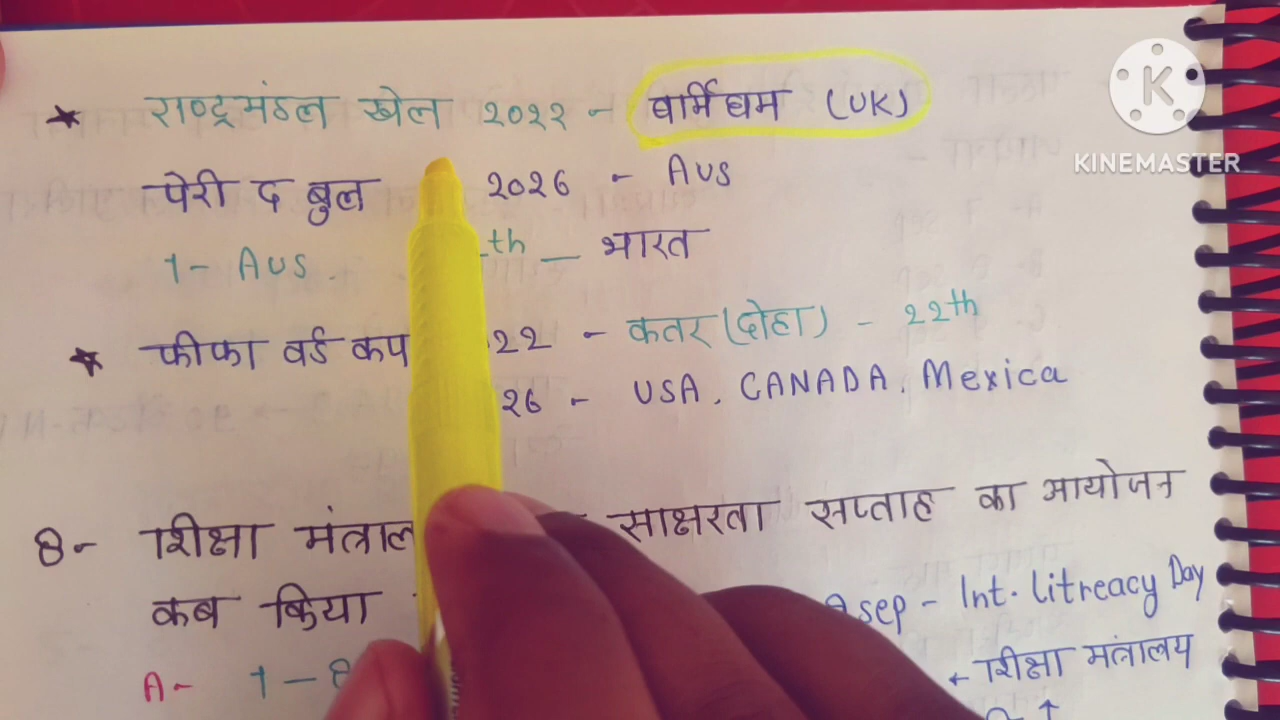 ★ राष्ट्रमंडल खेल 2022 - बर्मिंघम (UK)
पेरी द बुल 2026 - AUS
1 - AUS. th — भारत
★ फीफा वर्ड कप 22 - कतर (दोहा) - 22th
26 - USA, CANADA, Mexica
8- शिक्षा साक्षरता सप्ताह का आयोजन
कब किया sep - Int. Litreacy Day
A- 1 - ← शिक्षा मंत्रालय
K
KINEMASTER